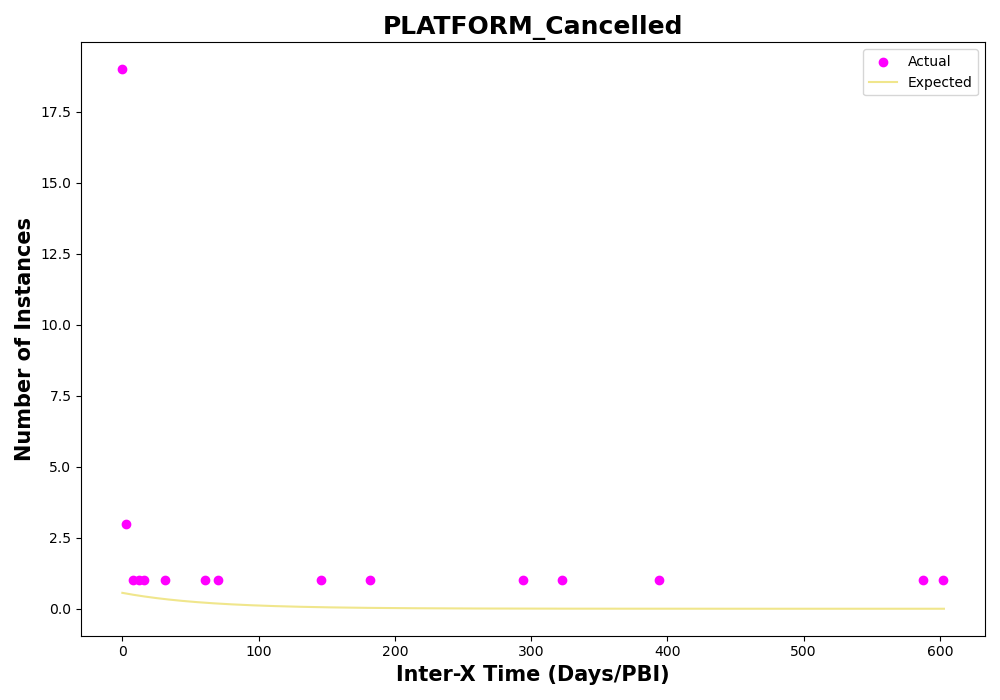 PLATFORM_Cancelled
Actual
Expected
17.5
15.0
12.5
10.0
7.5
5.0
2.5
0.0
Number of Instances
0 100 200 300 400 500 600
Inter-X Time (Days/PBI)